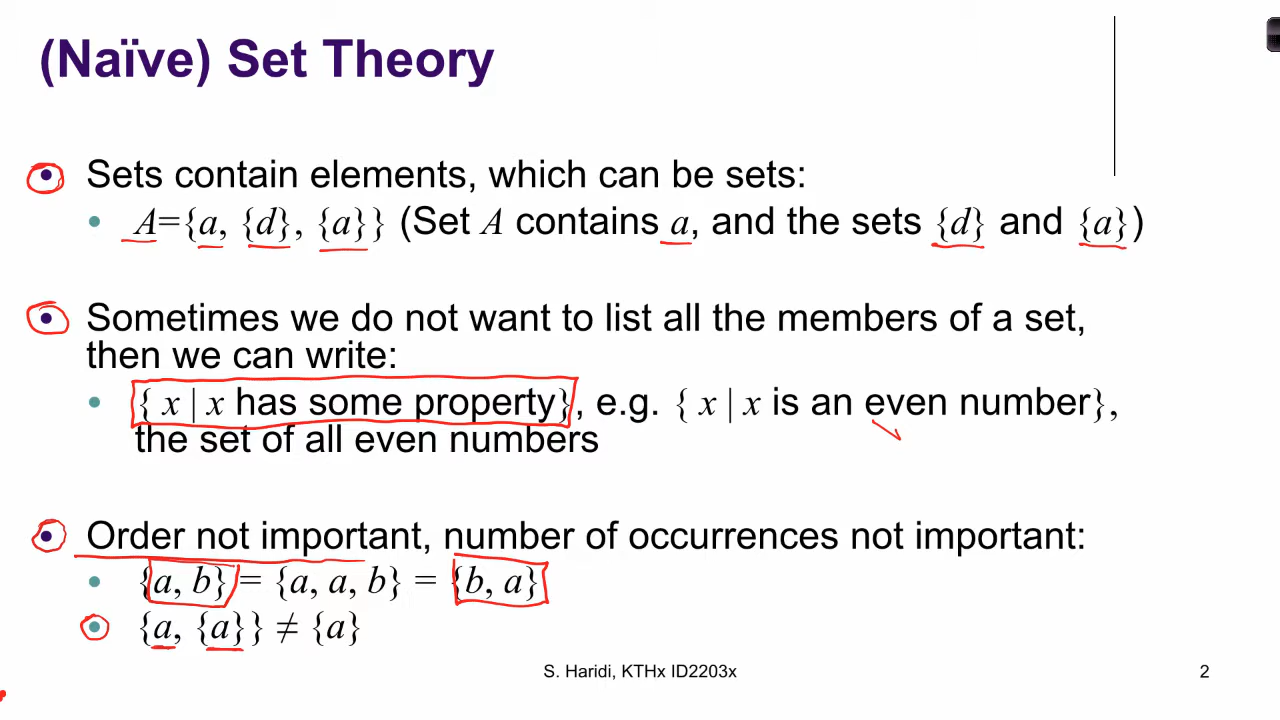 (Naïve) Set Theory
• Sets contain elements, which can be sets:
• A={a, {d}, {a}} (Set A contains a, and the sets {d} and {a})
• Sometimes we do not want to list all the members of a set,
then we can write:
• { x | x has some property}, e.g. { x | x is an even number},
the set of all even numbers
• Order not important, number of occurrences not important:
• {a, b} = {a, a, b} = {b, a}
• {a, {a}} ≠ {a}
S. Haridi, KTHx ID2203x 2